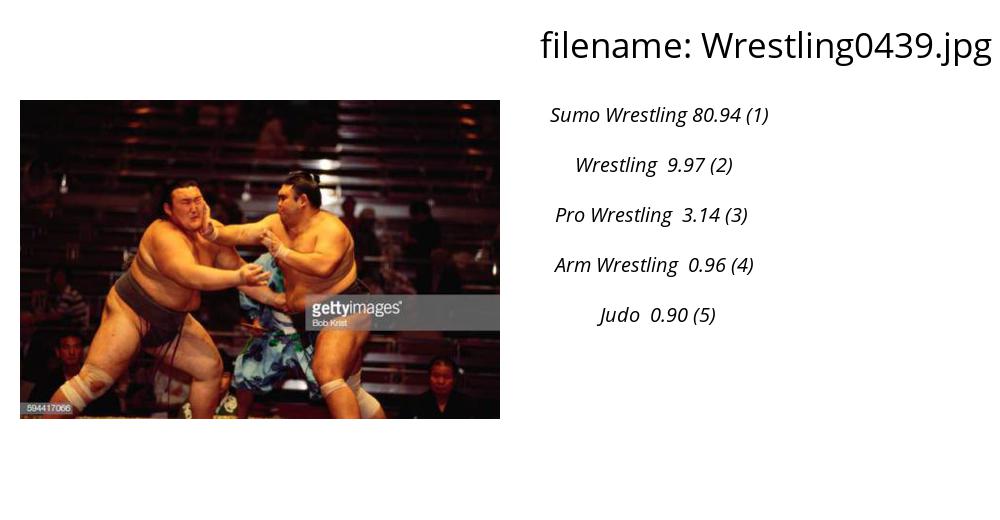 filename: Wrestling0439.jpg
Sumo Wrestling 80.94 (1)
Wrestling 9.97 (2)
Pro Wrestling 3.14 (3)
Arm Wrestling 0.96 (4)
Judo 0.90 (5)
gettyimages®
Bob Krist
594417066